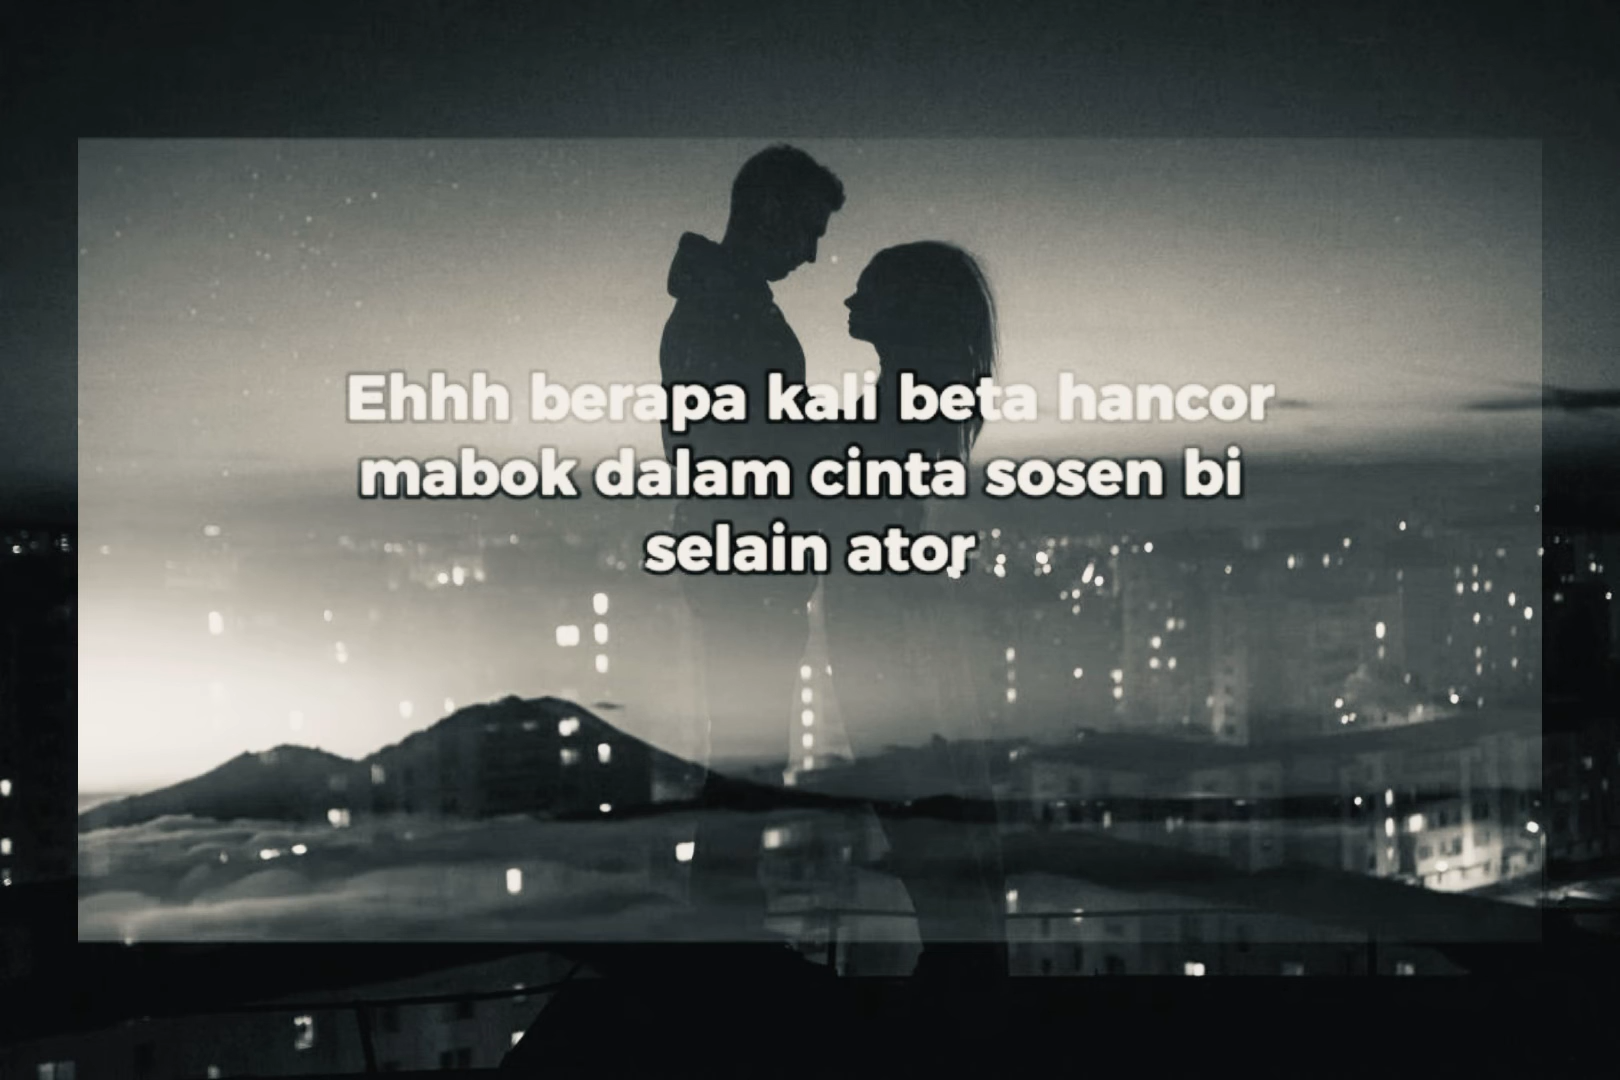 Ehhh berapa kali beta hancor
mabok dalam cinta sosen bi
selain ator